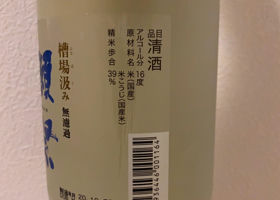 品目 清酒
アルコール分 16度
原材料名 米(国産)
米こうじ(国産米)
精米歩合 39%
槽場汲み 無濾過
936446001164